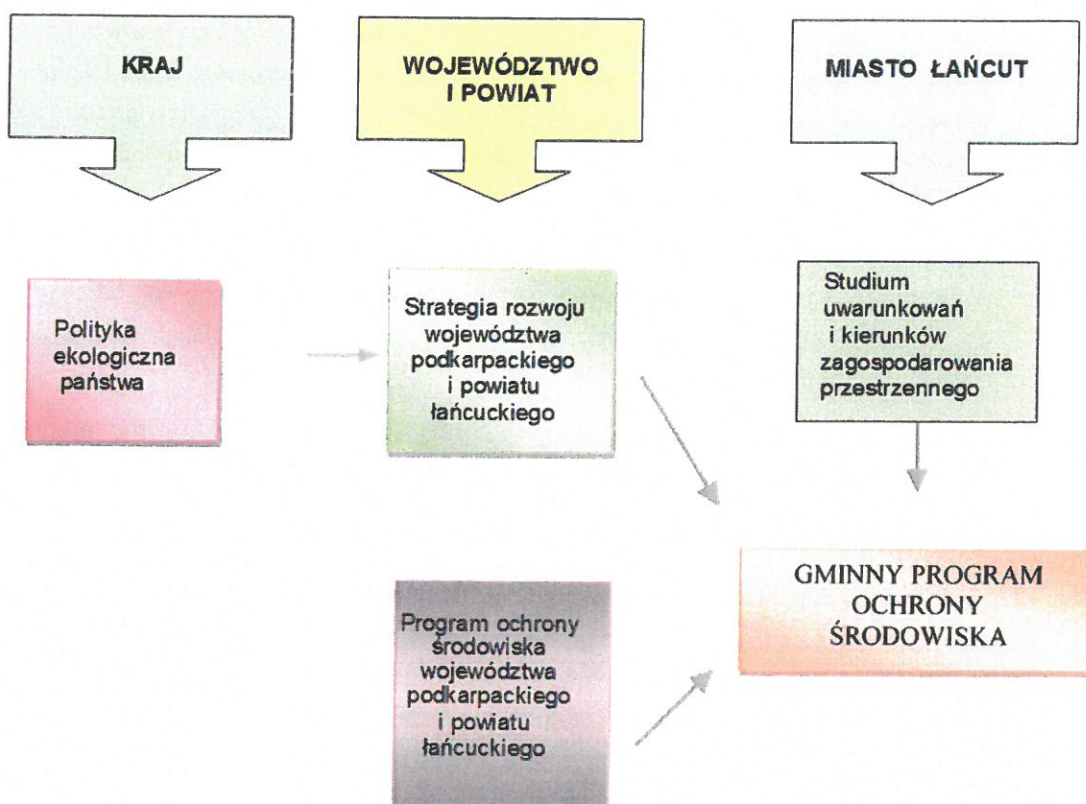 KRAJ
WOJEWÓDZTWO
I POWIAT
MIASTO ŁAŃCUT
Polityka
ekologiczna
państwa
Strategia rozwoju
województwa
podkarpackiego
i powiatu
łańcuckiego
Studium
uwarunkowań
i kierunków
zagospodarowania
przestrzennego
Program ochrony
środowiska
województwa
podkarpackiego
i powiatu
łańcuckiego
GMINNY PROGRAM
OCHRONY
ŚRODOWISKA